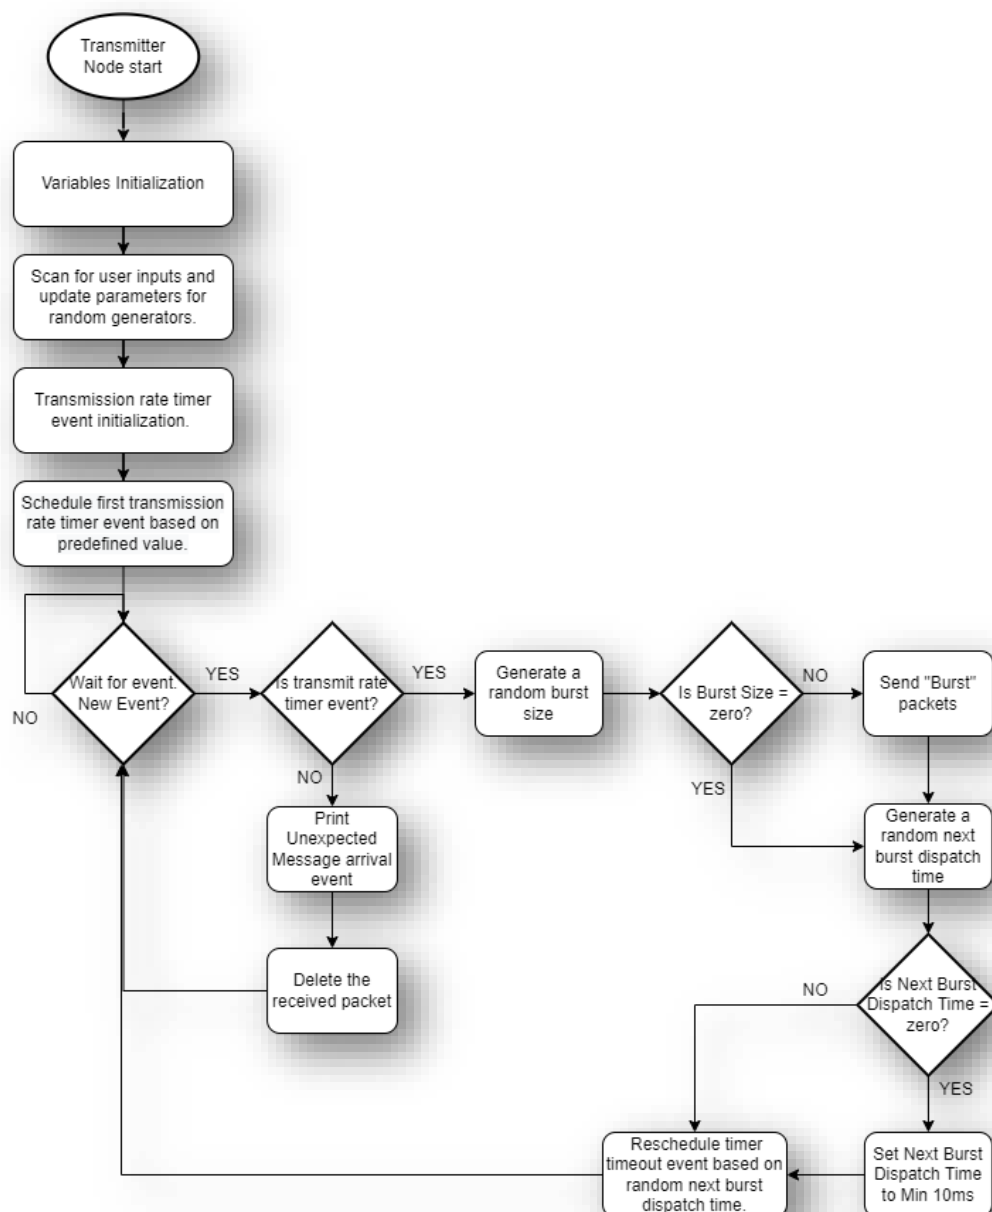 Transmitter
Node start
Variables Initialization
Scan for user inputs and
update parameters for
random generators.
Transmission rate timer
event initialization.
Schedule first transmission
rate timer event based on
predefined value.
Wait for event.
New Event?
NO
YES
Is transmit rate
timer event?
YES
NO
Generate a
random burst
size
Is Burst Size =
zero?
NO
YES
Send "Burst"
packets
Print
Unexpected
Message arrival
event
Generate a
random next
burst dispatch
time
Delete the
received packet
Is Next Burst
Dispatch Time =
zero?
NO
YES
Reschedule timer
timeout event based on
random next burst
dispatch time.
Set Next Burst
Dispatch Time
to Min 10ms